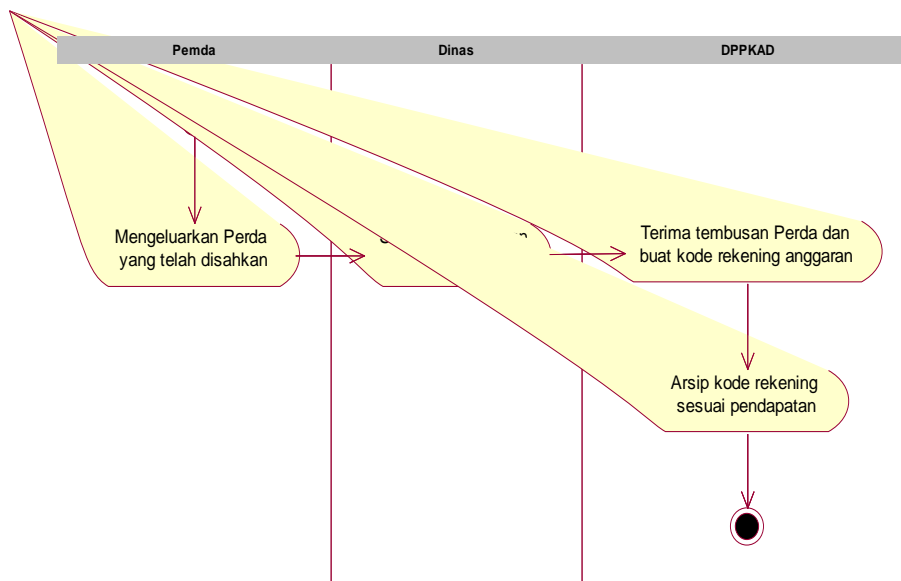 Pemda
Dinas
DPPKAD
Mengeluarkan Perda
yang telah disahkan
Terima tembusan Perda dan
buat kode rekening anggaran
Arsip kode rekening
sesuai pendapatan